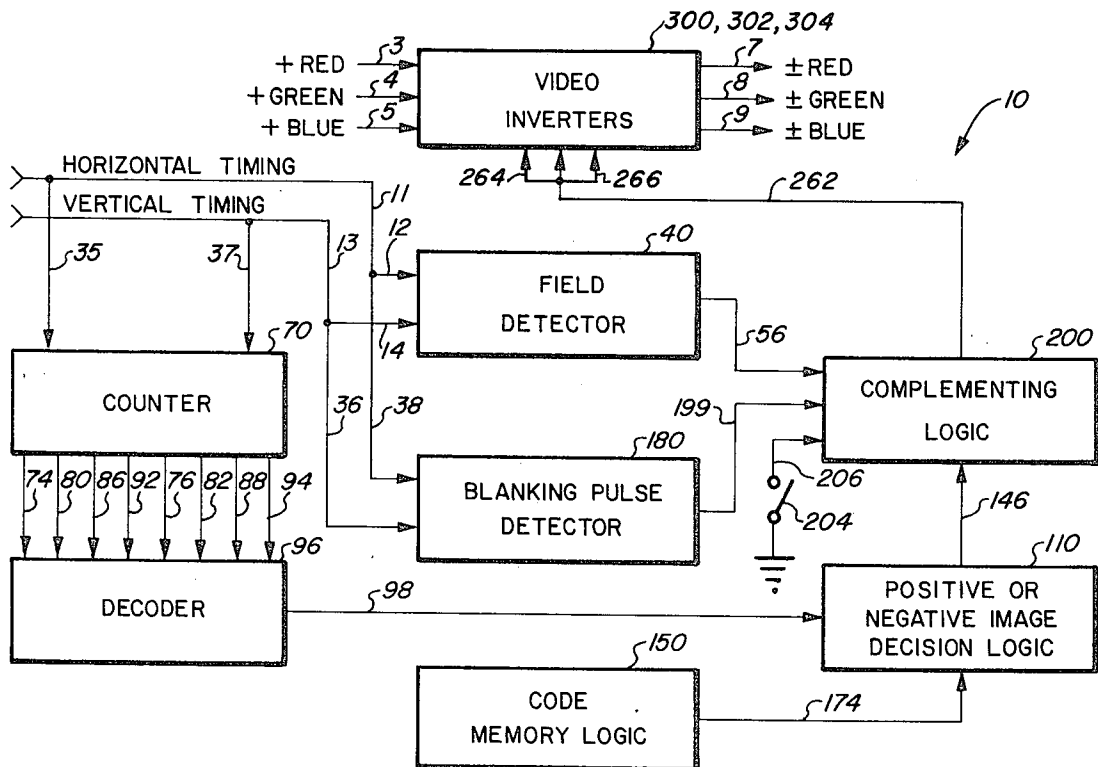 300, 302, 304
+ RED 3 VIDEO INVERTERS 7 ± RED
+ GREEN 4 8 ± GREEN
+ BLUE 5 9 ± BLUE
10
264 266 262
HORIZONTAL TIMING
VERTICAL TIMING
11
35 37 13 12
40
FIELD
DETECTOR
14
56
70
COUNTER
200
COMPLEMENTING
LOGIC
36 38
199
180
BLANKING PULSE
DETECTOR
206
204
146
74 80 86 92 76 82 88 94
96
DECODER
98
110
POSITIVE OR
NEGATIVE IMAGE
DECISION LOGIC
150
CODE
MEMORY LOGIC
174